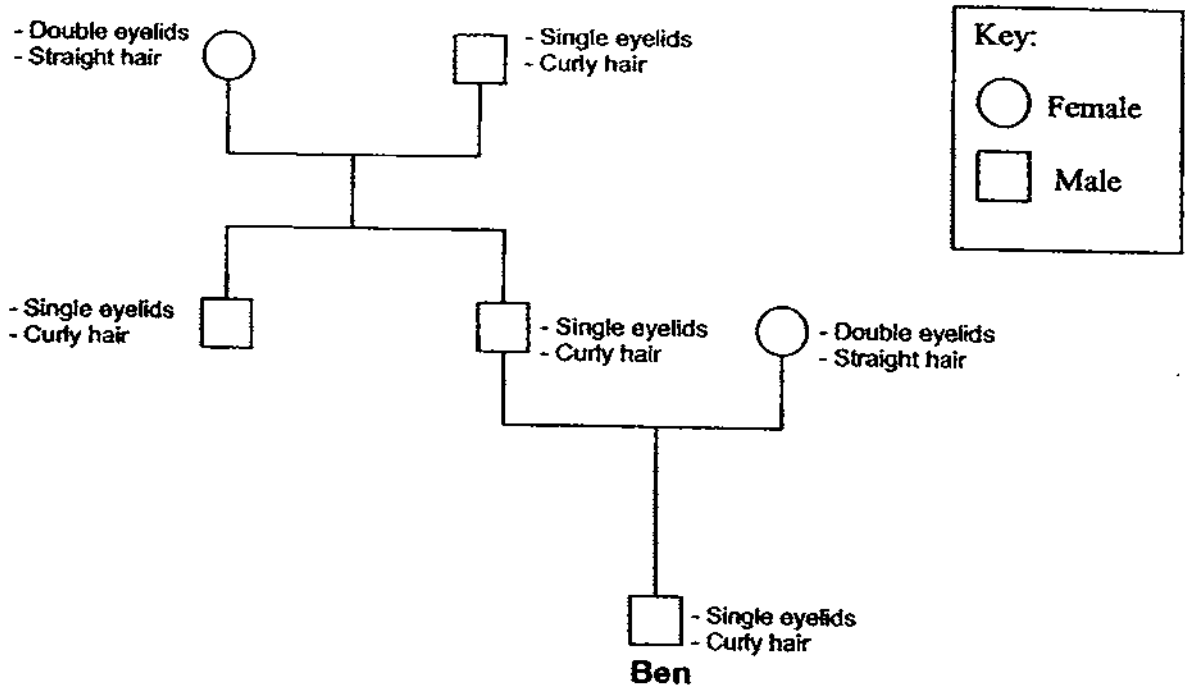 - Double eyelids
- Straight hair
- Single eyelids
- Curly hair
Key:
Female
Male
- Single eyelids
- Curly hair
- Single eyelids
- Curly hair
- Double eyelids
- Straight hair
- Single eyelids
- Curly hair
Ben